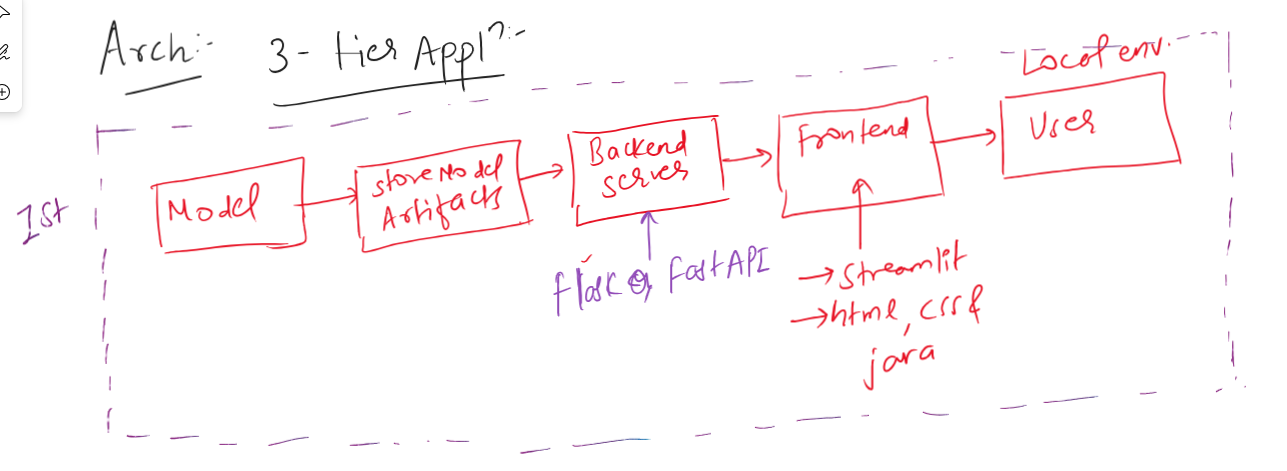 Arch:- 3-tier Appln:-
Local env.
1st
Model
Store Model
Artifacts
Backend
server
Frontend
User
flask or FastAPI
→ Streamlit
→ html, css &
java